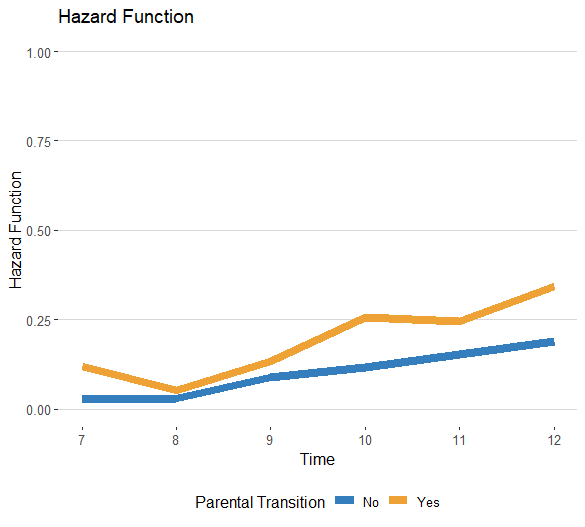 Hazard Function
1.00
0.75
0.50
0.25
0.00
Hazard Function
7 8 9 10 11 12
Time
Parental Transition No Yes